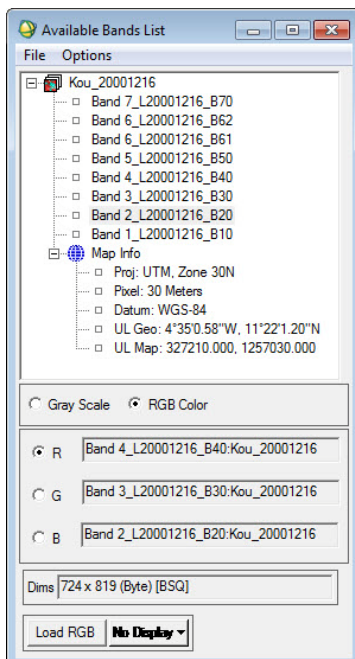 Available Bands List
File Options
Kou_20001216
Band 7_L20001216_B70
Band 6_L20001216_B62
Band 6_L20001216_B61
Band 5_L20001216_B50
Band 4_L20001216_B40
Band 3_L20001216_B30
Band 2_L20001216_B20
Band 1_L20001216_B10
Map Info
Proj: UTM, Zone 30N
Pixel: 30 Meters
Datum: WGS-84
UL Geo: 4°35'0.58"W, 11°22'1.20"N
UL Map: 327210.000, 1257030.000
Gray Scale RGB Color
R Band 4_L20001216_B40:Kou_20001216
G Band 3_L20001216_B30:Kou_20001216
B Band 2_L20001216_B20:Kou_20001216
Dims 724 x 819 (Byte) [BSQ]
Load RGB No Display